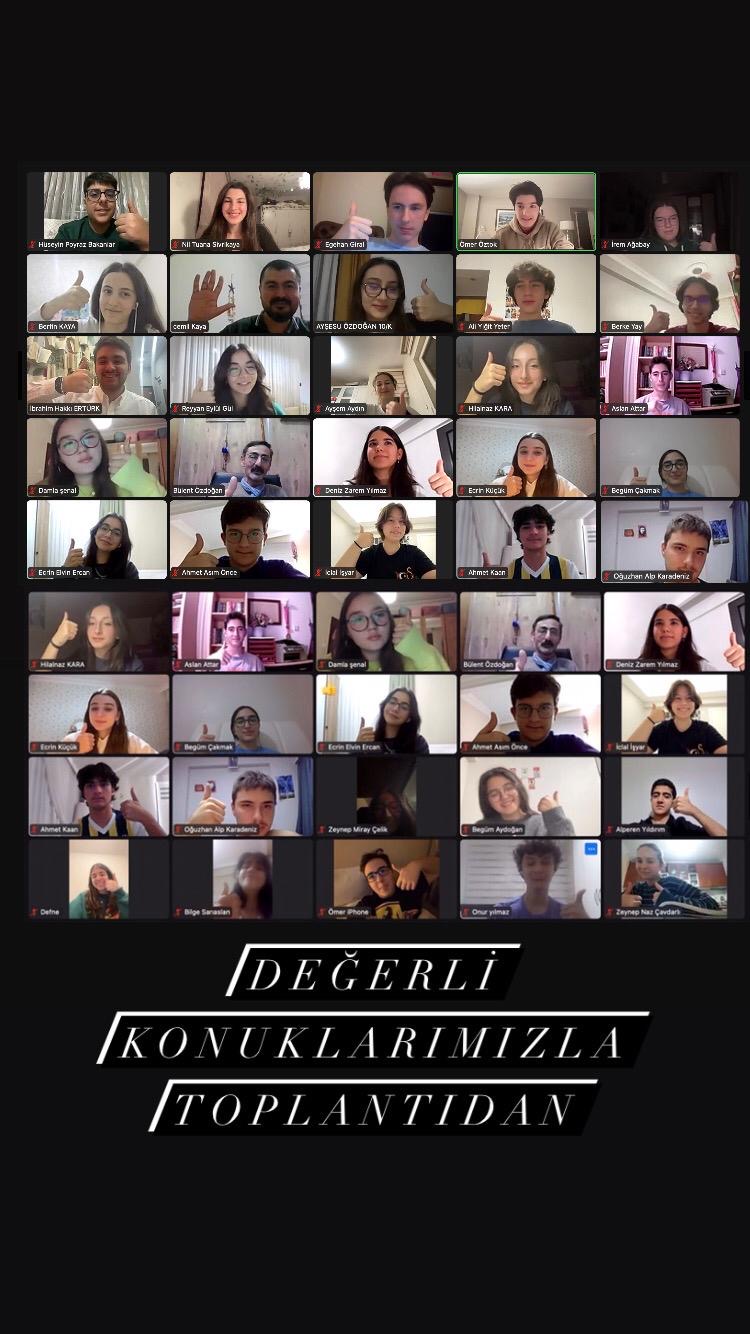 Hüseyin Poyraz Bakanlar
Nil Tuana Sivrikaya
Egehan Giral
Ömer Öztok
İrem Ağabay
Berfin KAYA
cemil Kaya
AYŞESU ÖZDOĞAN 10/K
Ali Yiğit Yeter
Berke Yay
İbrahim Hakkı ERTÜRK
Reyyan Eylül Gül
Ayşem Aydın
Hilalnaz KARA
Aslan Attar
Damla şenal
Bülent Özdoğan
Deniz Zarem Yılmaz
Ecrin Küçük
Begüm Çakmak
Ecrin Elvin Ercan
Ahmet Asım Önce
İclal İşyar
Ahmet Kaan
Oğuzhan Alp Karadeniz
Hilalnaz KARA
Aslan Attar
Damla şenal
Bülent Özdoğan
Deniz Zarem Yılmaz
Ecrin Küçük
Begüm Çakmak
Ecrin Elvin Ercan
Ahmet Asım Önce
İclal İşyar
Ahmet Kaan
Oğuzhan Alp Karadeniz
Zeynep Miray Çelik
Begüm Aydoğan
Alperen Yıldırım
Defne
Bilge Sarıaslan
Ömer iPhone
Onur yılmaz
Zeynep Naz Çavdarlı
DEĞERLİ
KONUKLARIMIZLA
TOPLANTIDAN